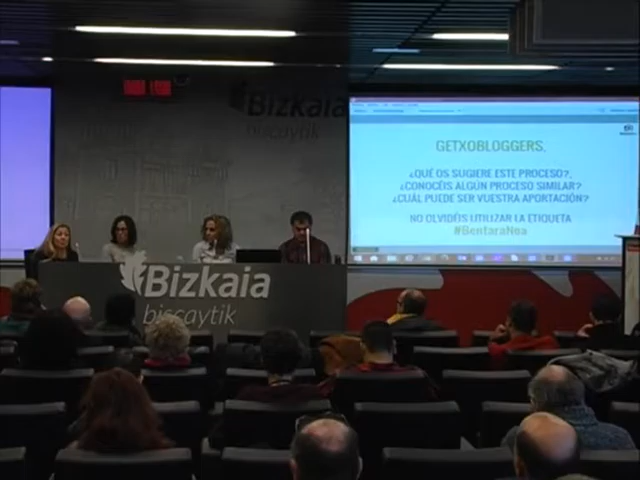 Bizkaia
biscaytik
GETXOBLOGGERS.
¿QUÉ OS SUGIERE ESTE PROCESO?.
¿CONOCÉIS ALGÚN PROCESO SIMILAR?
¿CUÁL PUEDE SER VUESTRA APORTACIÓN?
NO OLVIDÉIS UTILIZAR LA ETIQUETA
#BentaraNoa
Bizkaia
biscaytik